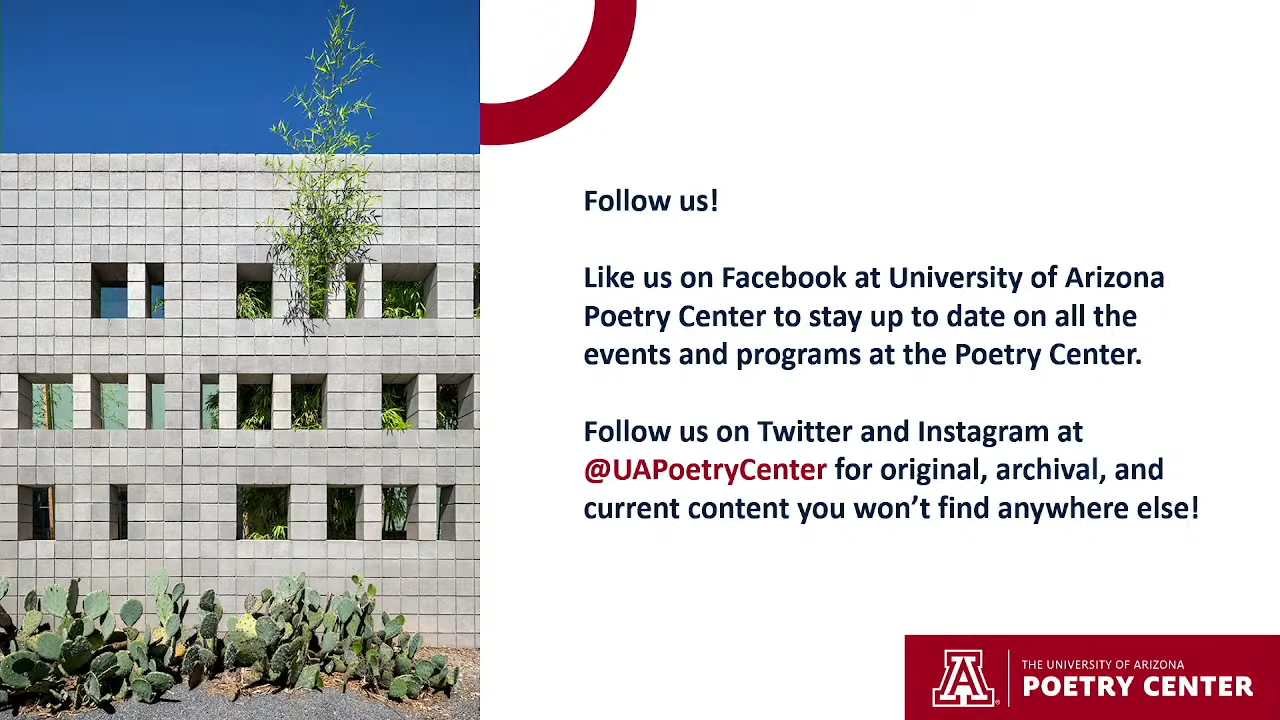 Follow us!
Like us on Facebook at University of Arizona
Poetry Center to stay up to date on all the
events and programs at the Poetry Center.
Follow us on Twitter and Instagram at
@UAPoetryCenter for original, archival, and
current content you won’t find anywhere else!
A
THE UNIVERSITY OF ARIZONA
POETRY CENTER